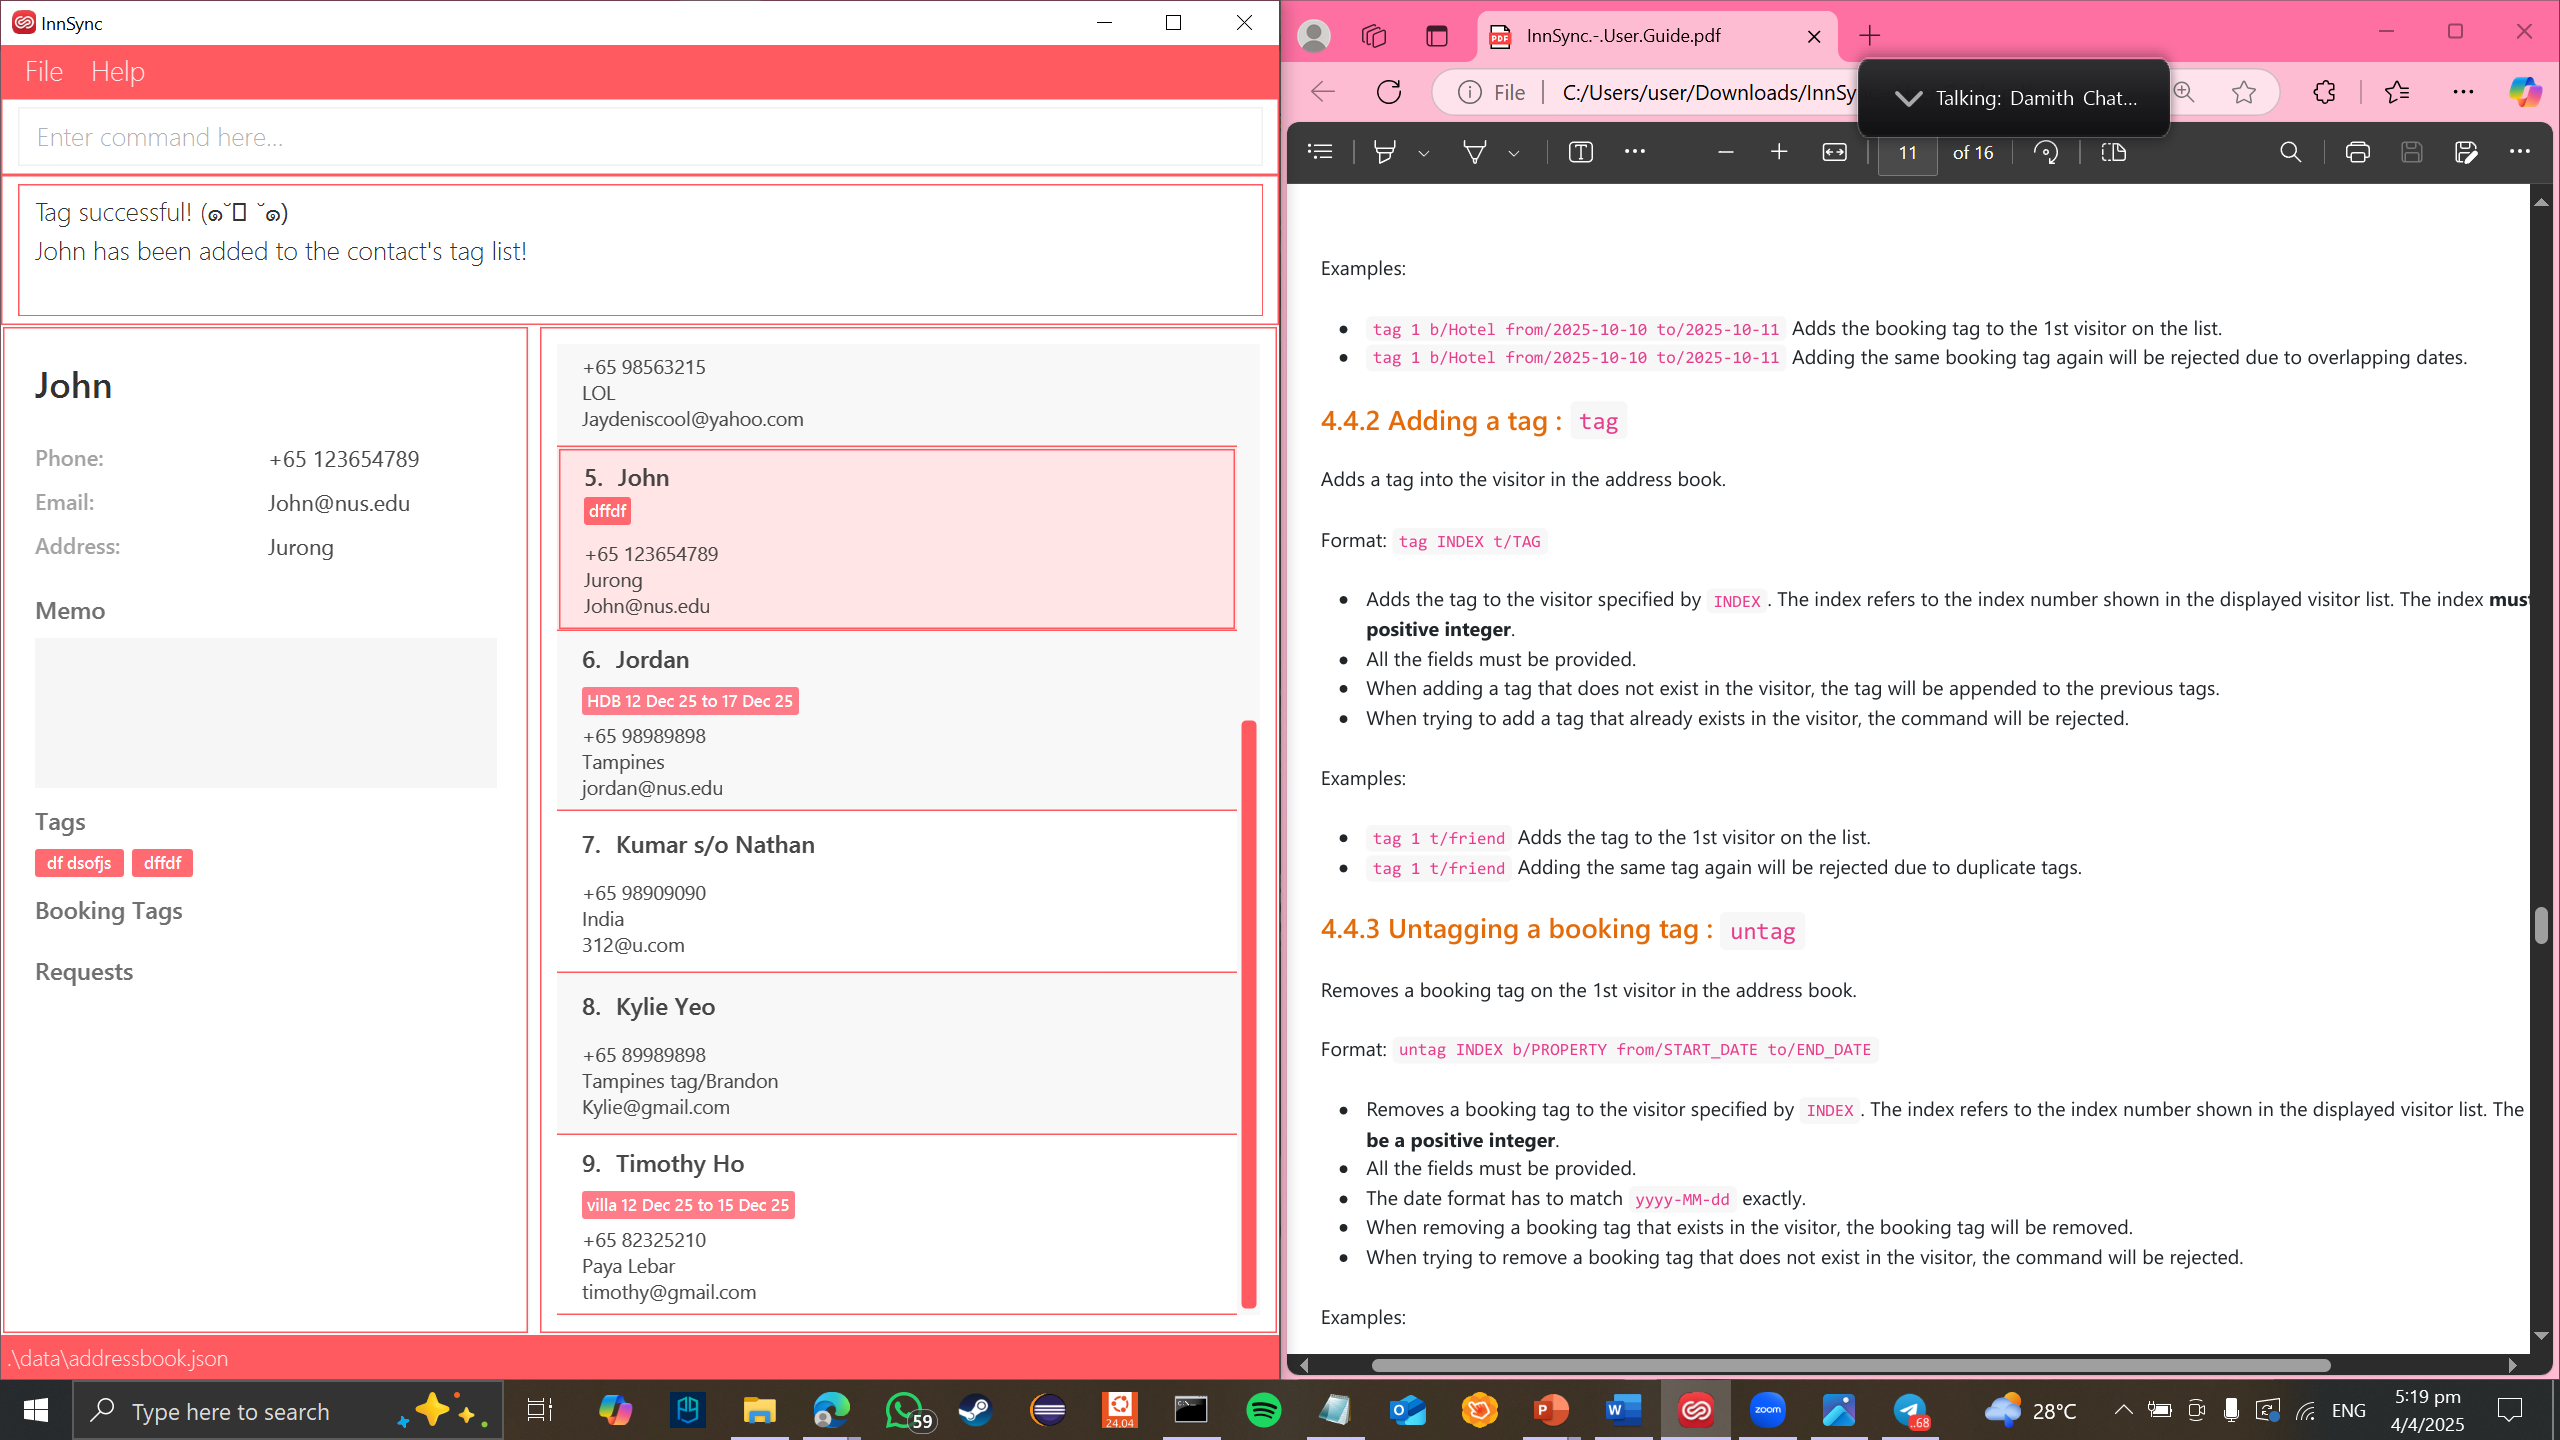 InnSync
File Help
Enter command here...
Tag successful! (๑˘ ˘๑)
John has been added to the contact's tag list!
John
Phone: +65 123654789
Email: John@nus.edu
Address: Jurong
Memo
Tags
df dsofjs dffdf
Booking Tags
Requests
+65 98563215
LOL
Jaydeniscool@yahoo.com
5. John
dffdf
+65 123654789
Jurong
John@nus.edu
6. Jordan
HDB 12 Dec 25 to 17 Dec 25
+65 98989898
Tampines
jordan@nus.edu
7. Kumar s/o Nathan
+65 98909090
India
312@u.com
8. Kylie Yeo
+65 89989898
Tampines tag/Brandon
Kylie@gmail.com
9. Timothy Ho
villa 12 Dec 25 to 15 Dec 25
+65 82325210
Paya Lebar
timothy@gmail.com
.\data\addressbook.json
InnSync.-.User.Guide.pdf
File C:/Users/user/Downloads/InnSy
Talking: Damith Chat...
11 of 16
Examples:
tag 1 b/Hotel from/2025-10-10 to/2025-10-11 Adds the booking tag to the 1st visitor on the list.
tag 1 b/Hotel from/2025-10-10 to/2025-10-11 Adding the same booking tag again will be rejected due to overlapping dates.
4.4.2 Adding a tag : tag
Adds a tag into the visitor in the address book.
Format: tag INDEX t/TAG
Adds the tag to the visitor specified by INDEX. The index refers to the index number shown in the displayed visitor list. The index must
positive integer.
All the fields must be provided.
When adding a tag that does not exist in the visitor, the tag will be appended to the previous tags.
When trying to add a tag that already exists in the visitor, the command will be rejected.
Examples:
tag 1 t/friend Adds the tag to the 1st visitor on the list.
tag 1 t/friend Adding the same tag again will be rejected due to duplicate tags.
4.4.3 Untagging a booking tag : untag
Removes a booking tag on the 1st visitor in the address book.
Format: untag INDEX b/PROPERTY from/START_DATE to/END_DATE
Removes a booking tag to the visitor specified by INDEX. The index refers to the index number shown in the displayed visitor list. The
be a positive integer.
All the fields must be provided.
The date format has to match yyyy-MM-dd exactly.
When removing a booking tag that exists in the visitor, the booking tag will be removed.
When trying to remove a booking tag that does not exist in the visitor, the command will be rejected.
Examples:
Type here to search
59
24.04
zoom
..68
28°C
ENG
5:19 pm
4/4/2025